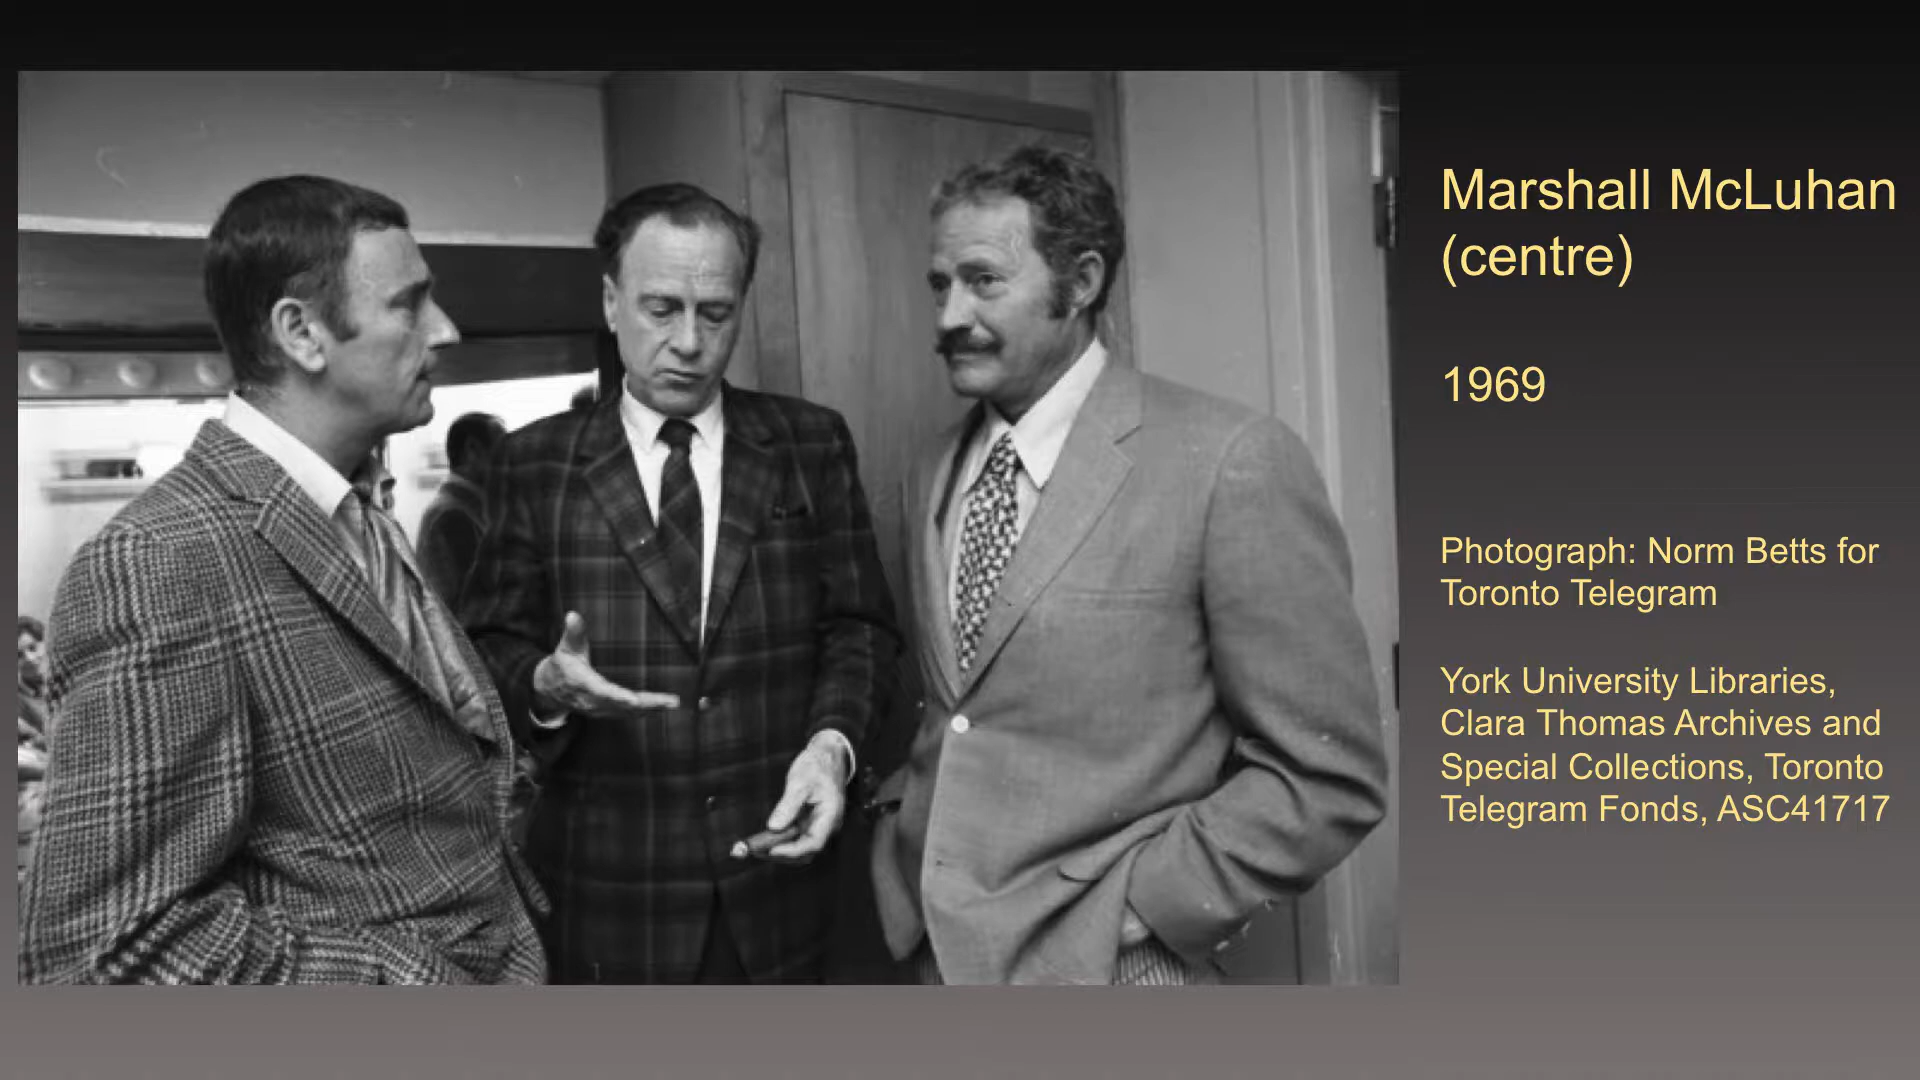 Marshall McLuhan
(centre)
1969
Photograph: Norm Betts for
Toronto Telegram
York University Libraries,
Clara Thomas Archives and
Special Collections, Toronto
Telegram Fonds, ASC41717